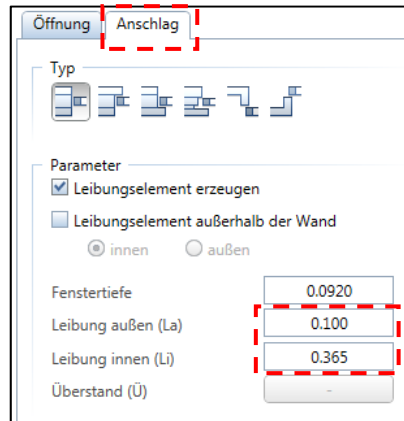 Öffnung Anschlag
Typ
Parameter
Leibungselement erzeugen
Leibungselement außerhalb der Wand
innen außen
Fenstertiefe 0.0920
Leibung außen (La) 0.100
Leibung innen (Li) 0.365
Überstand (Ü) -